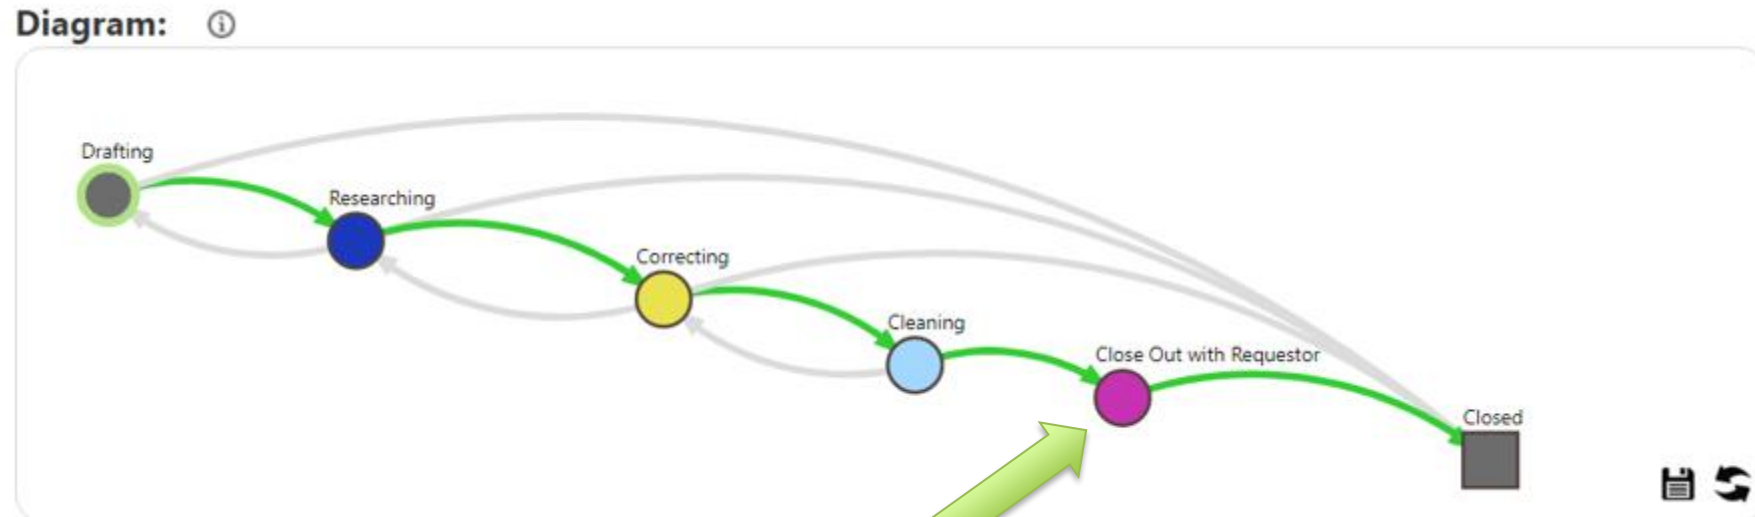 Diagram:
Drafting
Researching
Correcting
Cleaning
Close Out with Requestor
Closed